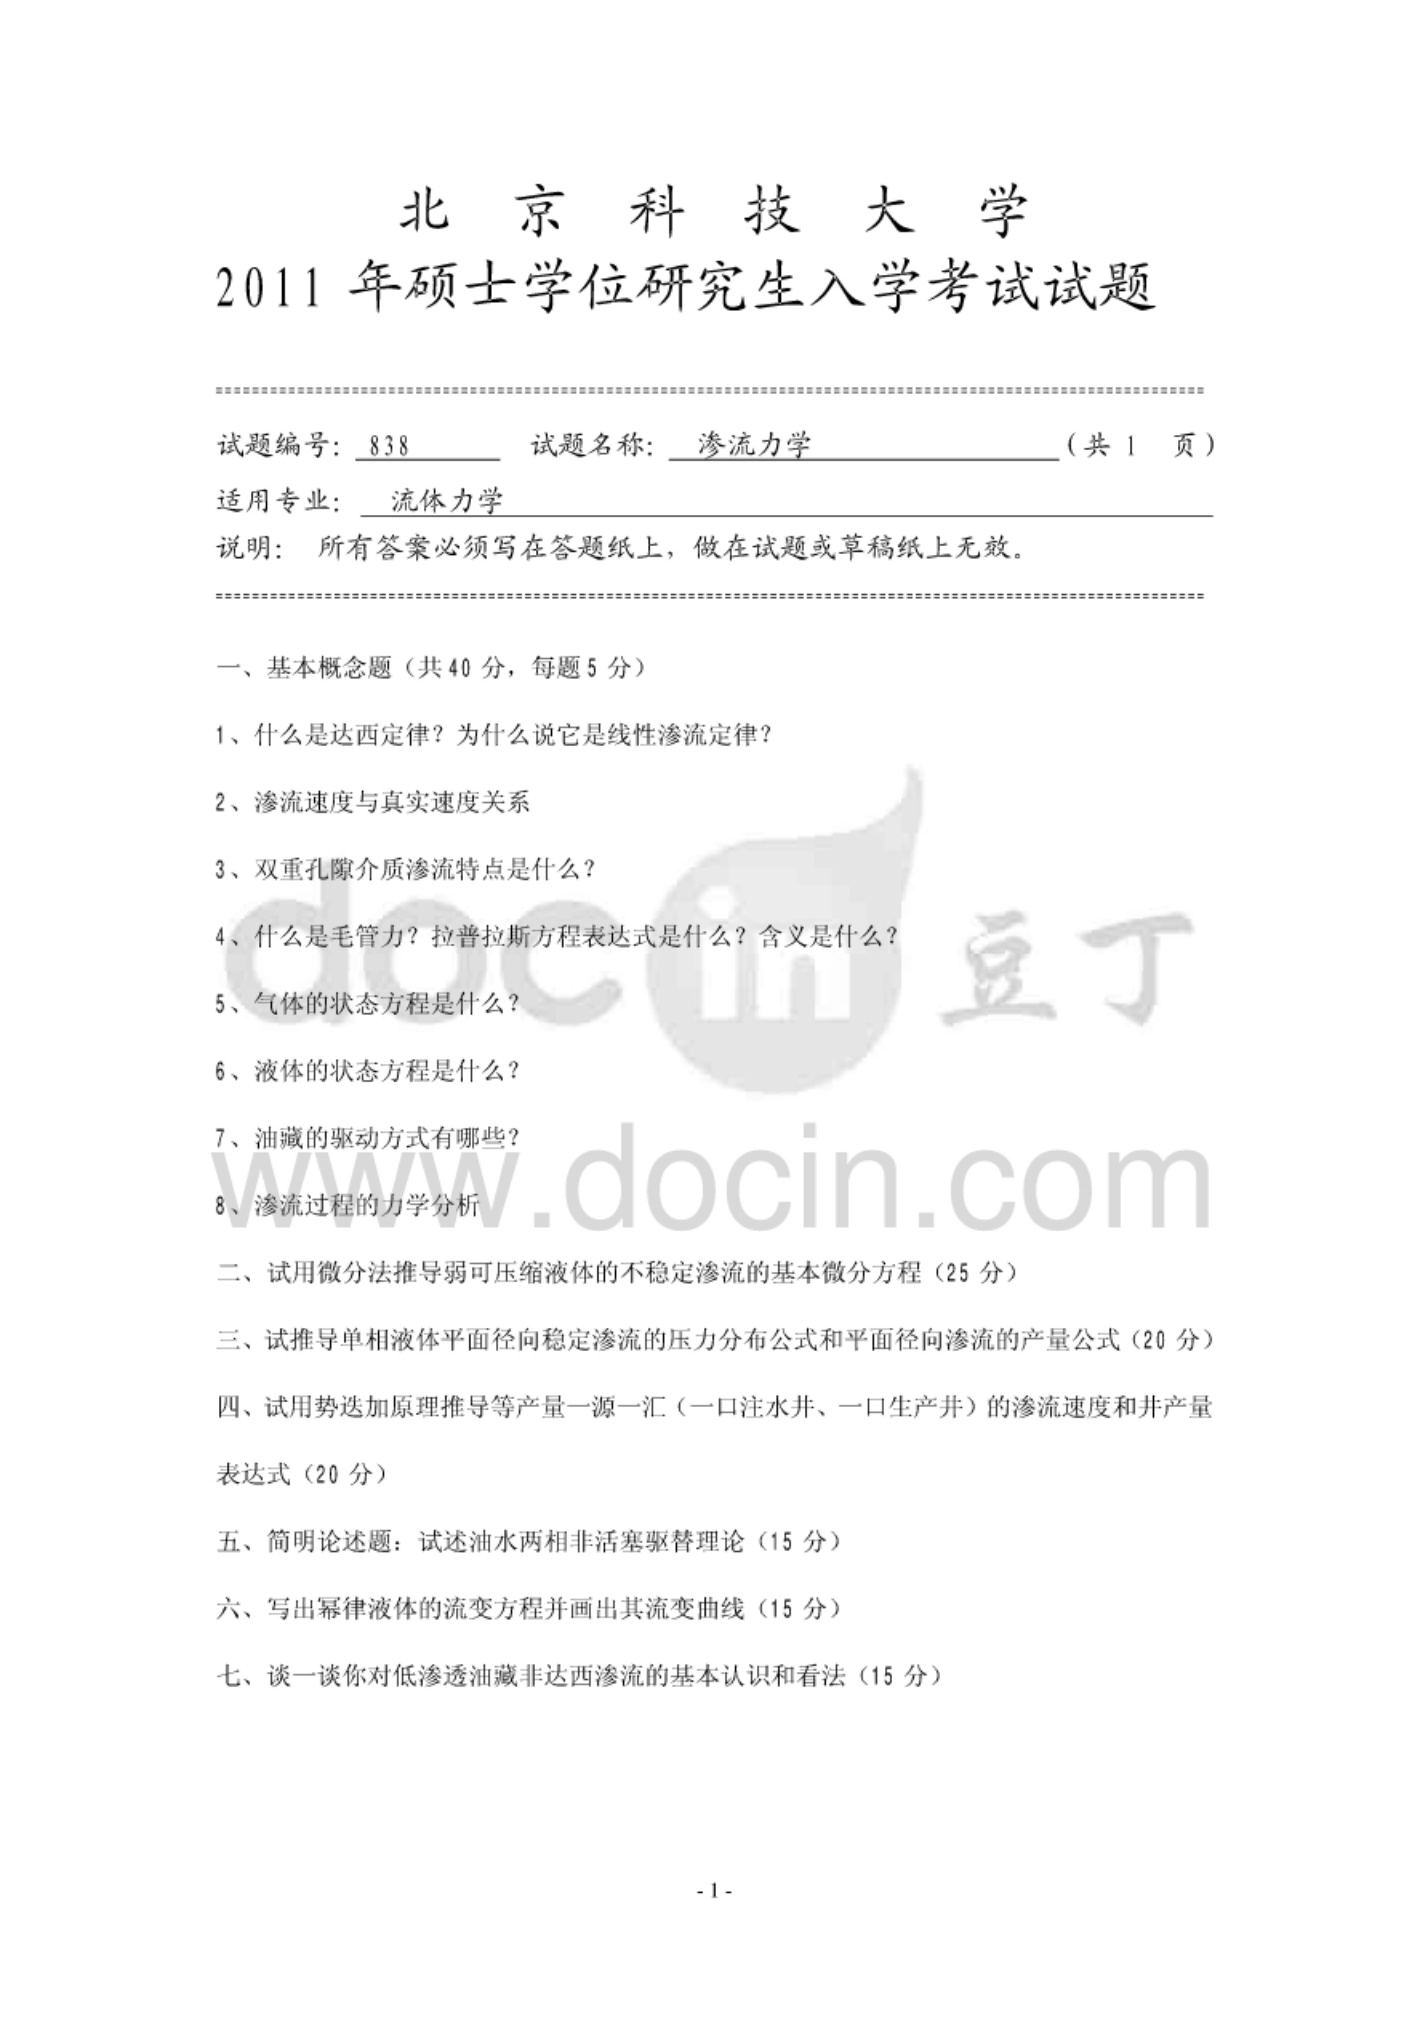 北 京 科 技 大 学
2011 年硕士学位研究生入学考试试题
========================================================================================================
试题编号： 838 试题名称： 渗流力学 （共 1 页）
适用专业： 流体力学
说明： 所有答案必须写在答题纸上，做在试题或草稿纸上无效。
========================================================================================================
一、基本概念题（共 40 分，每题 5 分）
1、什么是达西定律？为什么说它是线性渗流定律？
2、渗流速度与真实速度关系
3、双重孔隙介质渗流特点是什么？
4、什么是毛管力？拉普拉斯方程表达式是什么？含义是什么？
doc in 豆丁
5、气体的状态方程是什么？
6、液体的状态方程是什么？
7、油藏的驱动方式有哪些？
www.docin.com
8、渗流过程的力学分析
二、试用微分法推导弱可压缩液体的不稳定渗流的基本微分方程（25 分）
三、试推导单相液体平面径向稳定渗流的压力分布公式和平面径向渗流的产量公式（20 分）
四、试用势迭加原理推导等产量一源一汇（一口注水井、一口生产井）的渗流速度和井产量
表达式（20 分）
五、简明论述题：试述油水两相非活塞驱替理论（15 分）
六、写出幂律液体的流变方程并画出其流变曲线（15 分）
七、谈一谈你对低渗透油藏非达西渗流的基本认识和看法（15 分）
- 1 -